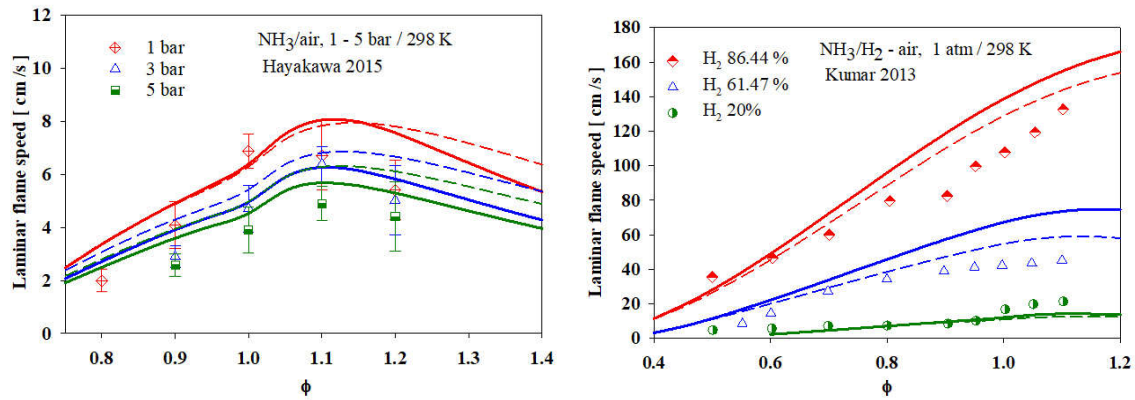 NH3/air, 1 - 5 bar / 298 K
Hayakawa 2015
1 bar
3 bar
5 bar
Laminar flame speed [ cm /s]
12
10
8
6
4
2
0
0.8
0.9
1.0
1.1
1.2
1.3
1.4
ϕ
NH3/H2 - air, 1 atm / 298 K
Kumar 2013
H2 86.44 %
H2 61.47 %
H2 20%
Laminar flame speed [ cm /s]
180
160
140
120
100
80
60
40
20
0
0.4
0.6
0.8
1.0
1.2
ϕ